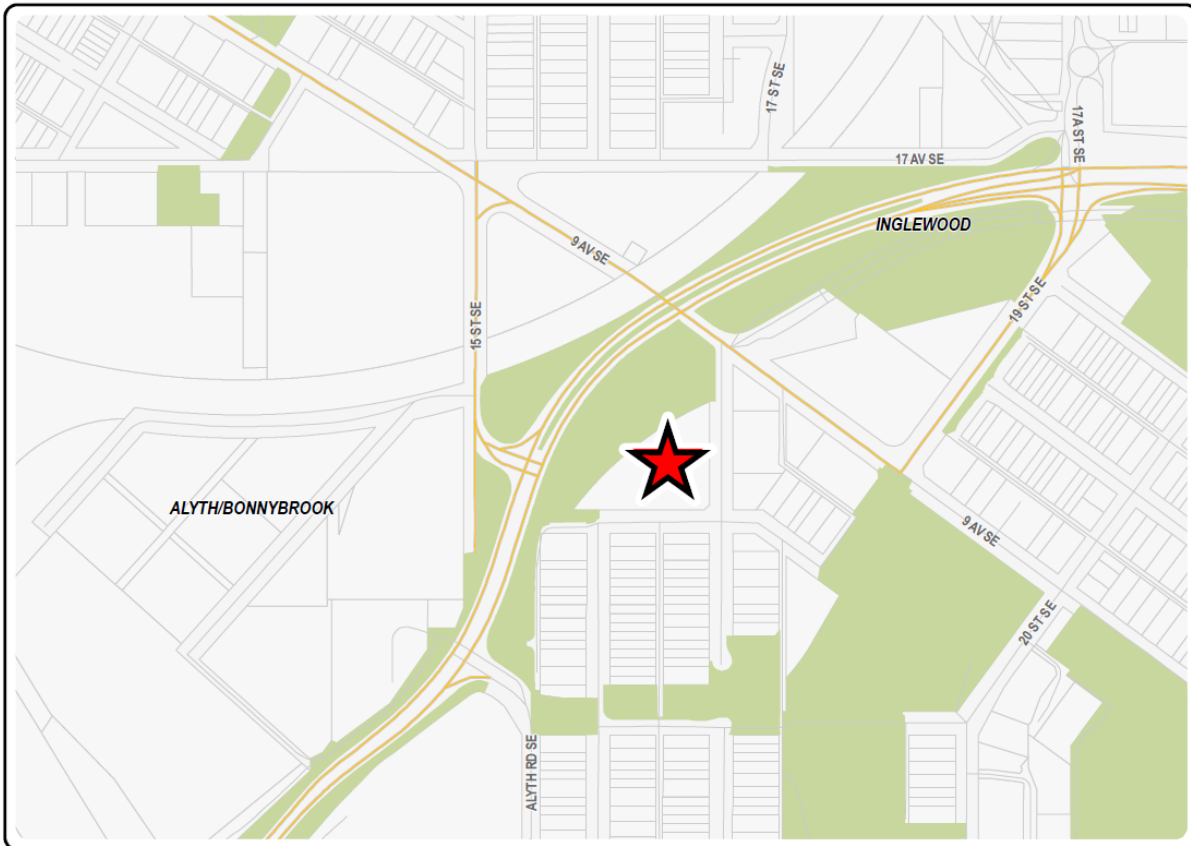 17 ST SE
17A ST SE
17 AV SE
INGLEWOOD
9 AV SE
19 ST SE
15 ST SE
ALYTH/BONNYBROOK
9 AV SE
20 ST SE
ALYTH RD SE